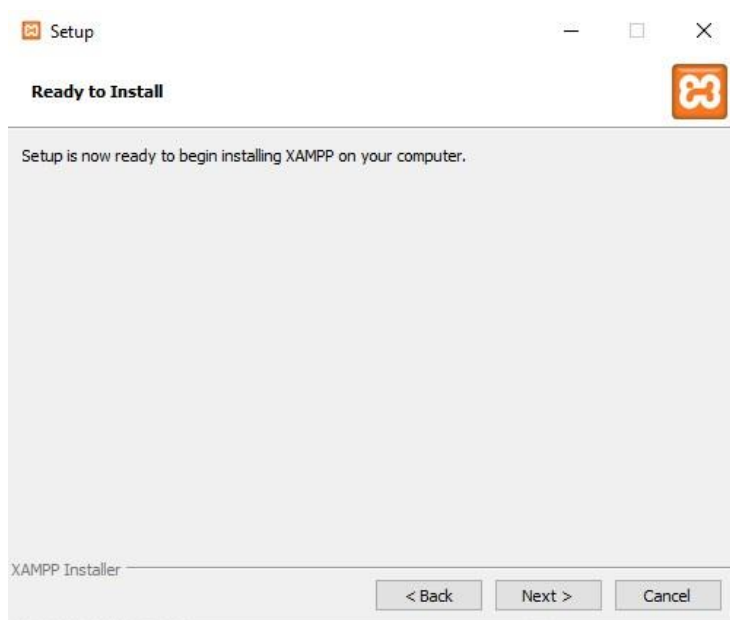 Setup
Ready to Install
Setup is now ready to begin installing XAMPP on your computer.
XAMPP Installer
< Back
Next >
Cancel